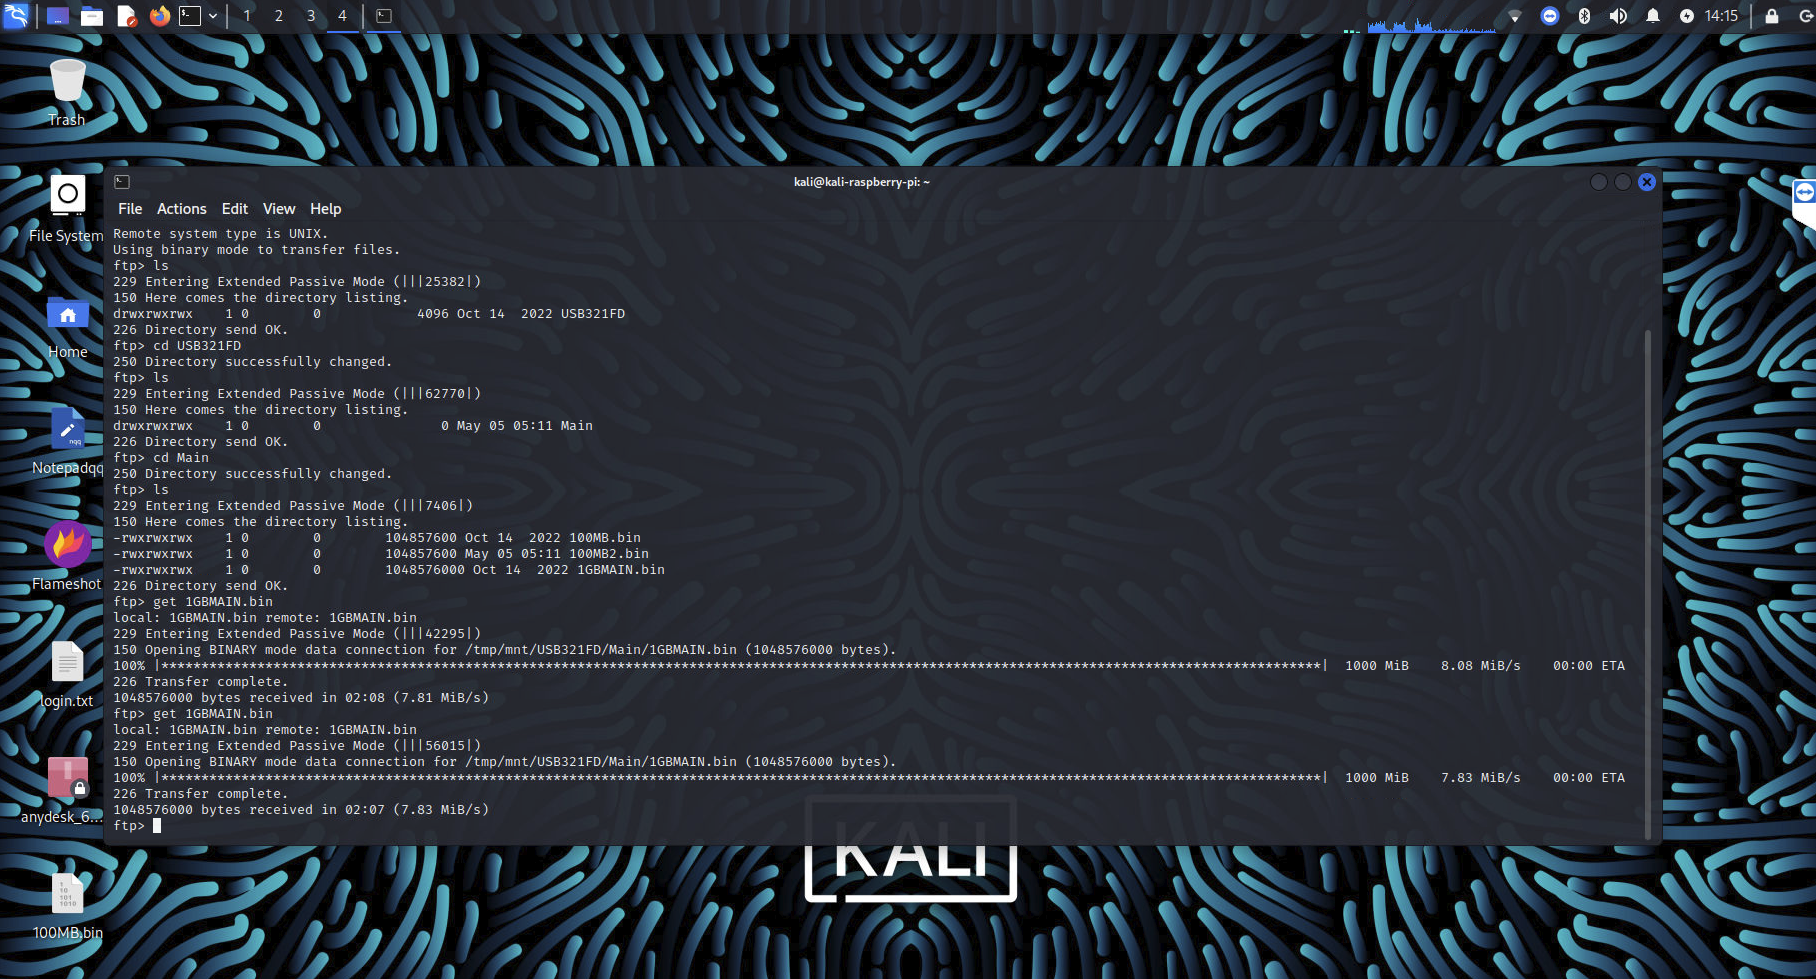 1 2 3 4
14:15
Trash
File System
Home
Notepadqq
Flameshot
login.txt
anydesk_6...
100MB.bin
kali@kali-raspberry-pi: ~
File Actions Edit View Help
Remote system type is UNIX.
Using binary mode to transfer files.
ftp> ls
229 Entering Extended Passive Mode (|||25382|)
150 Here comes the directory listing.
drwxrwxrwx    1 0        0            4096 Oct 14  2022 USB321FD
226 Directory send OK.
ftp> cd USB321FD
250 Directory successfully changed.
ftp> ls
229 Entering Extended Passive Mode (|||62770|)
150 Here comes the directory listing.
drwxrwxrwx    1 0        0               0 May 05 05:11 Main
226 Directory send OK.
ftp> cd Main
250 Directory successfully changed.
ftp> ls
229 Entering Extended Passive Mode (|||7406|)
150 Here comes the directory listing.
-rwxrwxrwx    1 0        0        104857600 Oct 14  2022 100MB.bin
-rwxrwxrwx    1 0        0        104857600 May 05 05:11 100MB2.bin
-rwxrwxrwx    1 0        0        1048576000 Oct 14  2022 1GBMAIN.bin
226 Directory send OK.
ftp> get 1GBMAIN.bin
local: 1GBMAIN.bin remote: 1GBMAIN.bin
229 Entering Extended Passive Mode (|||42295|)
150 Opening BINARY mode data connection for /tmp/mnt/USB321FD/Main/1GBMAIN.bin (1048576000 bytes).
100% |*************************************************************************************************************************************************| 1000 MiB    8.08 MiB/s    00:00 ETA
226 Transfer complete.
1048576000 bytes received in 02:08 (7.81 MiB/s)
ftp> get 1GBMAIN.bin
local: 1GBMAIN.bin remote: 1GBMAIN.bin
229 Entering Extended Passive Mode (|||56015|)
150 Opening BINARY mode data connection for /tmp/mnt/USB321FD/Main/1GBMAIN.bin (1048576000 bytes).
100% |*************************************************************************************************************************************************| 1000 MiB    7.83 MiB/s    00:00 ETA
226 Transfer complete.
1048576000 bytes received in 02:07 (7.83 MiB/s)
ftp>
KALI